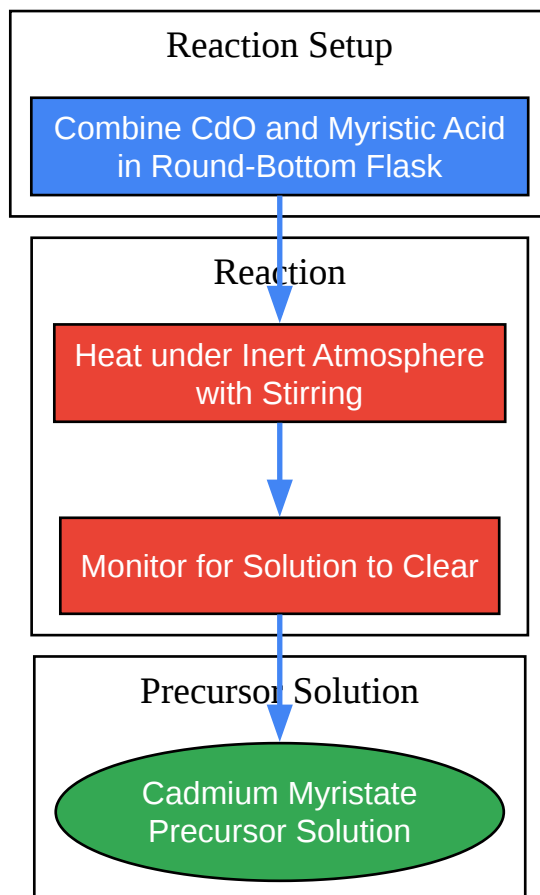 Reaction Setup
Combine CdO and Myristic Acid
in Round-Bottom Flask
Reaction
Heat under Inert Atmosphere
with Stirring
Monitor for Solution to Clear
Precursor Solution
Cadmium Myristate
Precursor Solution